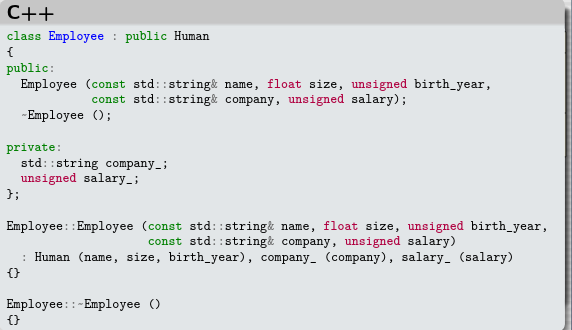 C++
class Employee : public Human
{
public:
  Employee (const std::string& name, float size, unsigned birth_year,
            const std::string& company, unsigned salary);
  ~Employee ();

private:
  std::string company_;
  unsigned salary_;
};

Employee::Employee (const std::string& name, float size, unsigned birth_year,
                    const std::string& company, unsigned salary)
  : Human (name, size, birth_year), company_ (company), salary_ (salary)
{}

Employee::~Employee ()
{}